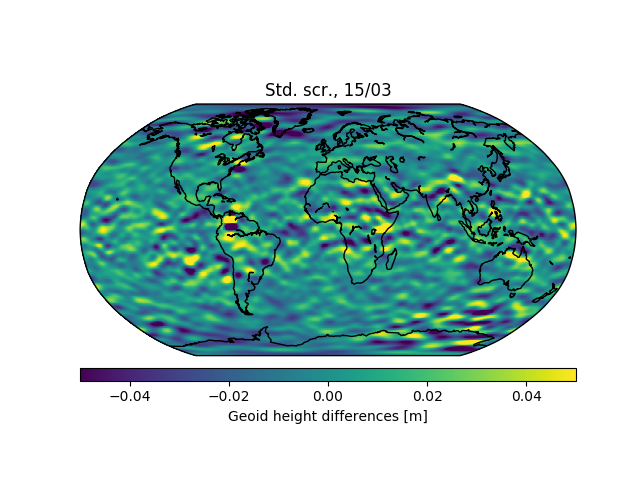 Std. scr., 15/03
−0.04 −0.02 0.00 0.02 0.04
Geoid height differences [m]